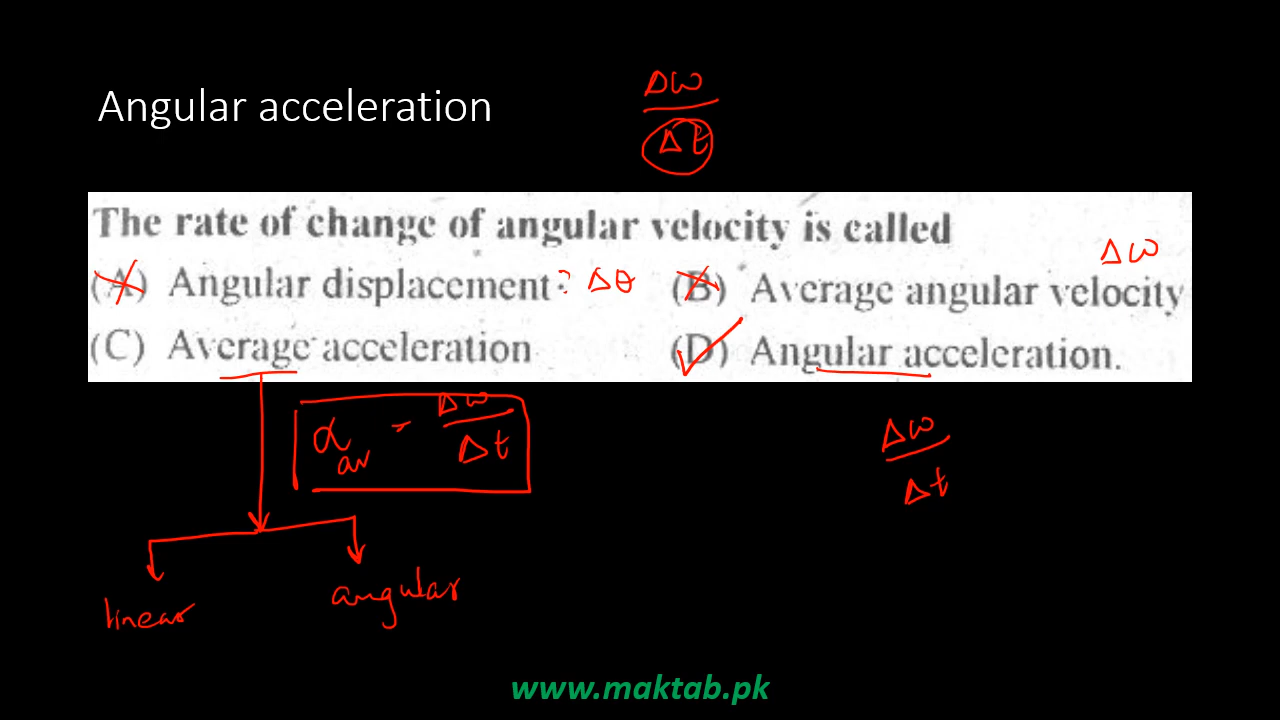 Δω
Angular acceleration
Δt
The rate of change of angular velocity is called
Δω
(A) Angular displacement : Δθ (B) Average angular velocity
(C) Average acceleration (D) Angular acceleration.
αav = Δω
Δt
Δω
Δt
linear angular
www.maktab.pk